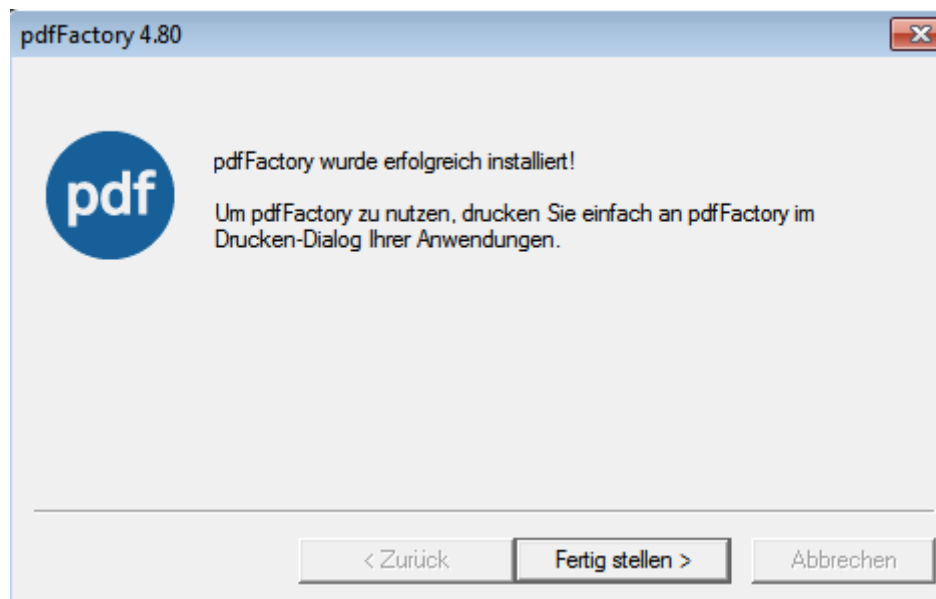 pdfFactory 4.80
pdf
pdfFactory wurde erfolgreich installiert!
Um pdfFactory zu nutzen, drucken Sie einfach an pdfFactory im
Drucken-Dialog Ihrer Anwendungen.
< Zurück
Fertig stellen >
Abbrechen